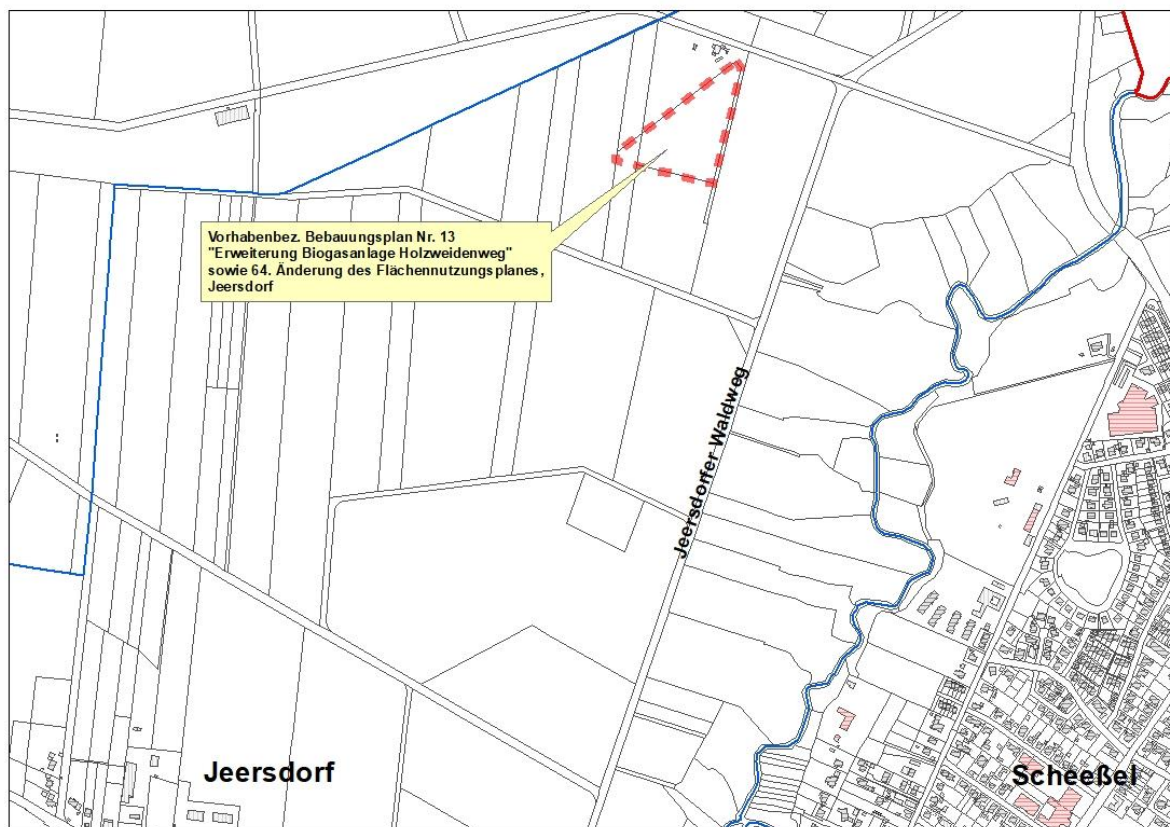 Vorhabenbez. Bebauungsplan Nr. 13
"Erweiterung Biogasanlage Holzweidenweg"
sowie 64. Änderung des Flächennutzungsplanes,
Jeersdorf
Jeersdorfer Waldweg
Jeersdorf
Scheeßel